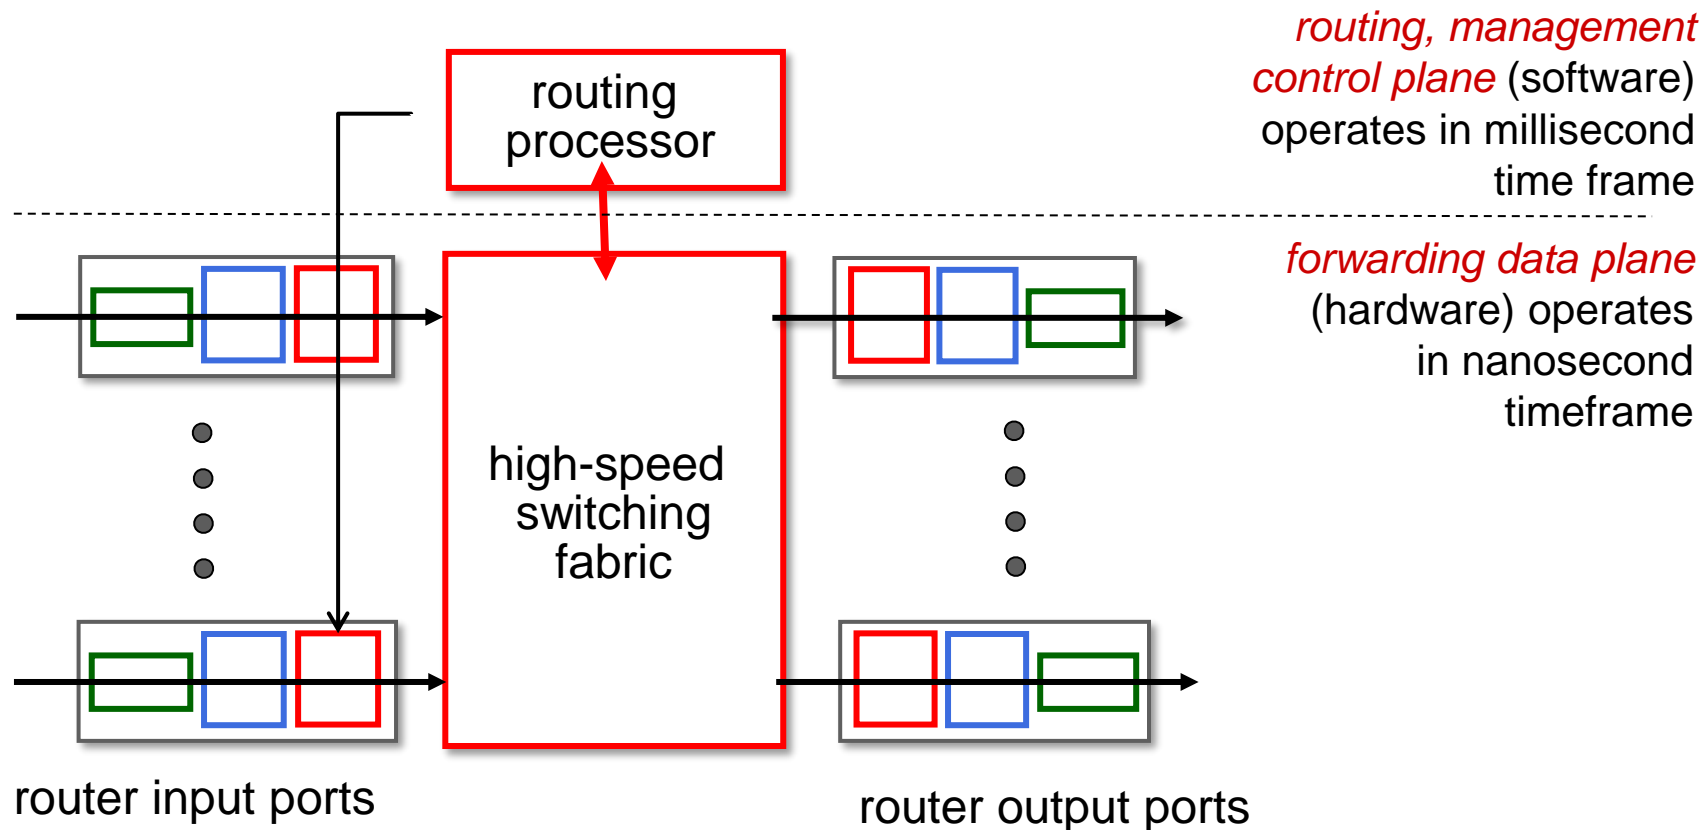 routing, management
control plane (software)
operates in millisecond
time frame
routing
processor
forwarding data plane
(hardware) operates
in nanosecond
timeframe
high-speed
switching
fabric
router input ports
router output ports